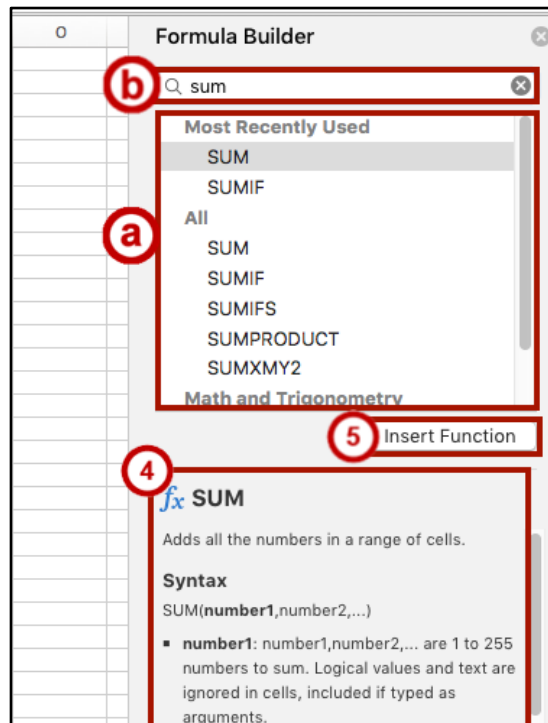 O
Formula Builder
b
sum
Most Recently Used
SUM
SUMIF
a
All
SUM
SUMIF
SUMIFS
SUMPRODUCT
SUMXMY2
Math and Trigonometry
5
Insert Function
4
fx SUM
Adds all the numbers in a range of cells.
Syntax
SUM(number1,number2,...)
▪ number1: number1,number2,... are 1 to 255
numbers to sum. Logical values and text are
ignored in cells, included if typed as
arguments.